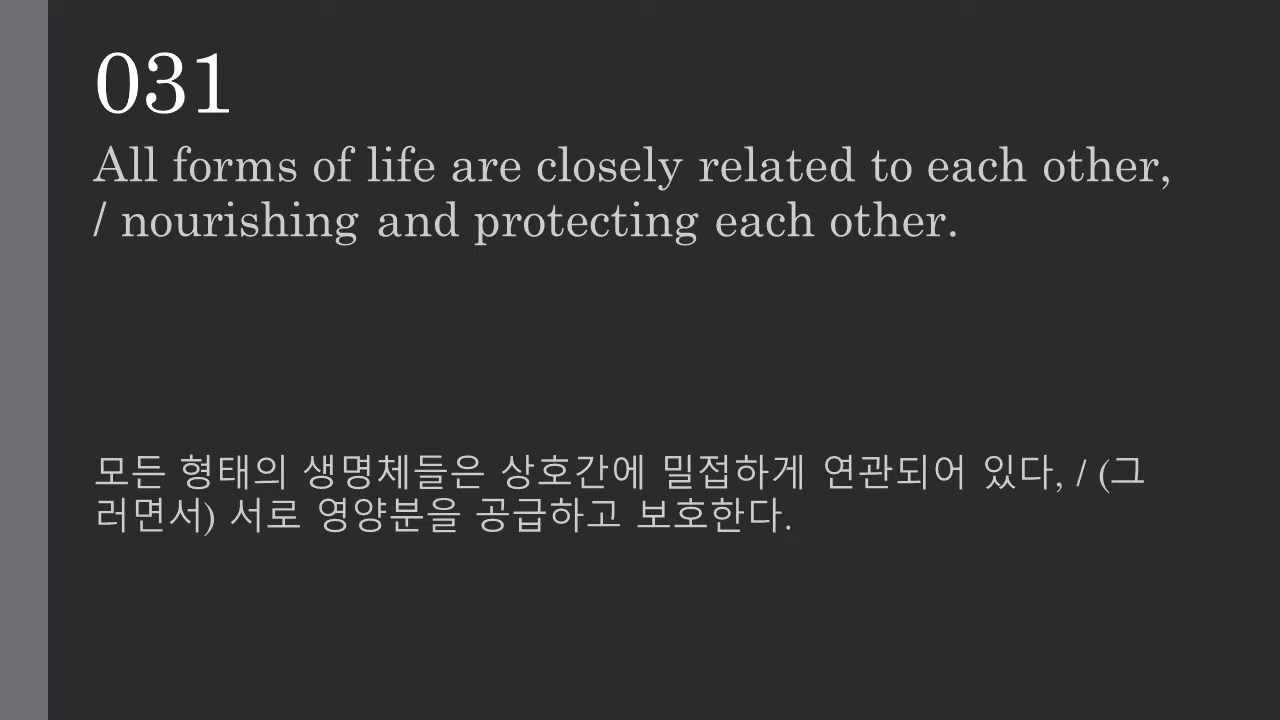 031
All forms of life are closely related to each other,
/ nourishing and protecting each other.
모든 형태의 생명체들은 상호간에 밀접하게 연관되어 있다, / (그
러면서) 서로 영양분을 공급하고 보호한다.